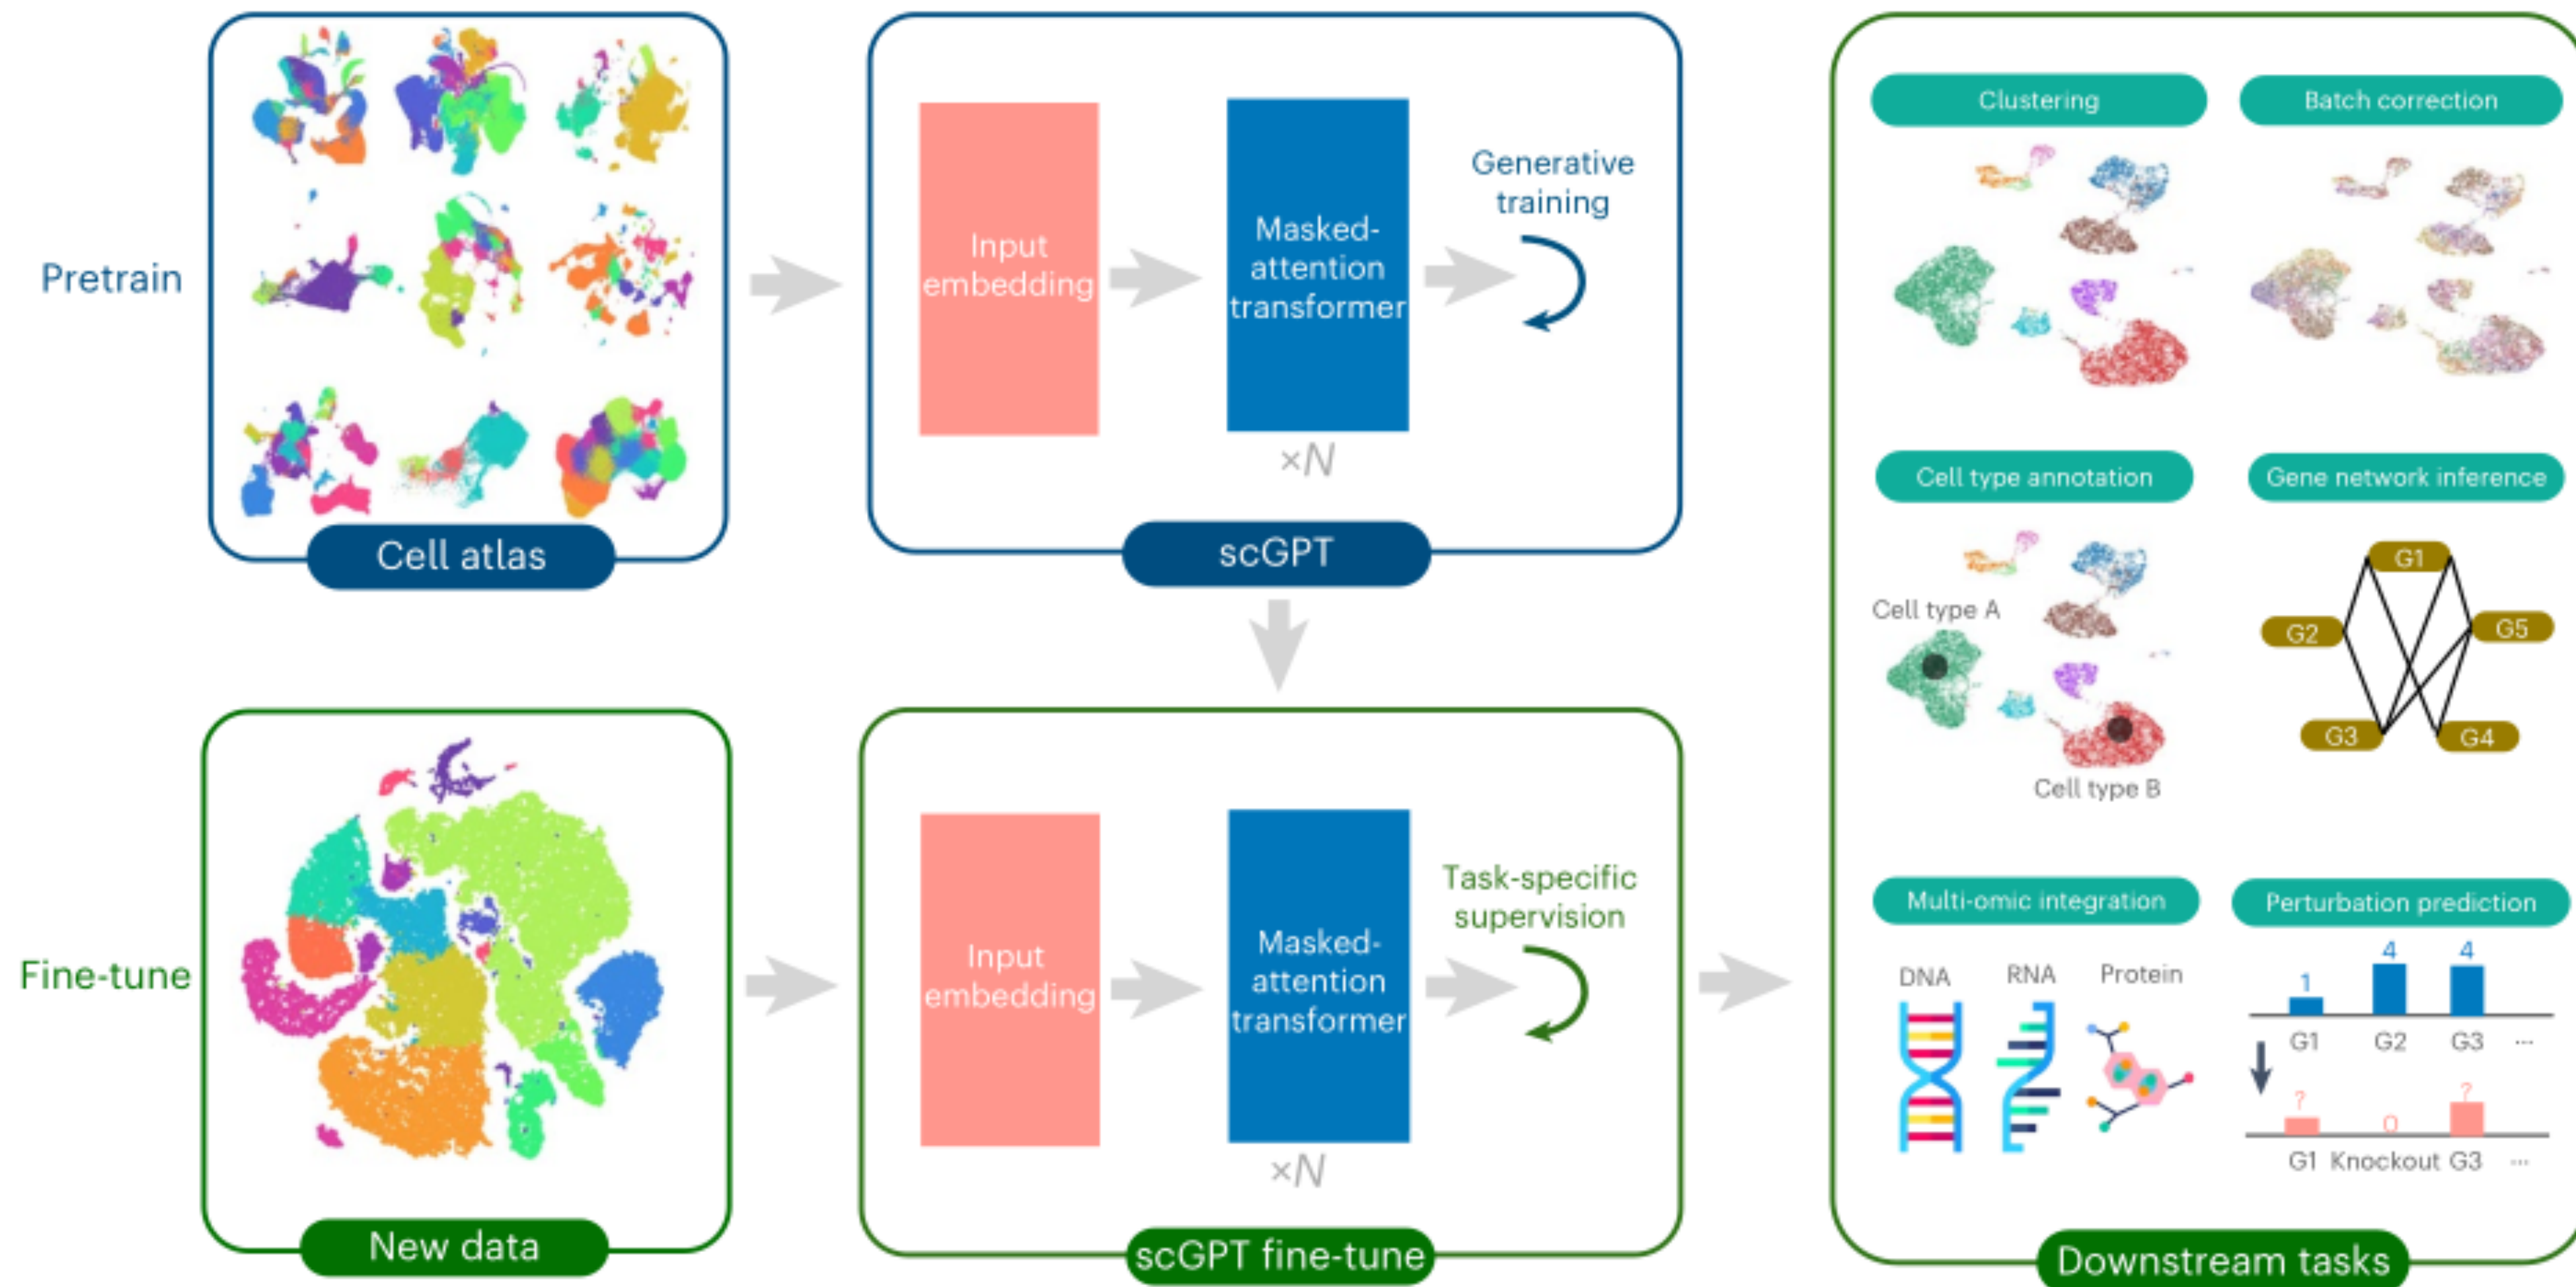 Pretrain
Cell atlas
Input
embedding
Masked-
attention
transformer
×N
Generative
training
scGPT
Fine-tune
New data
Input
embedding
Masked-
attention
transformer
×N
Task-specific
supervision
scGPT fine-tune
Clustering
Batch correction
Cell type annotation
Cell type A
Cell type B
Gene network inference
G1
G2
G5
G3
G4
Multi-omic integration
DNA
RNA
Protein
Perturbation prediction
1 4 4
G1 G2 G3 ...
? 0 ?
G1 Knockout G3 ...
Downstream tasks